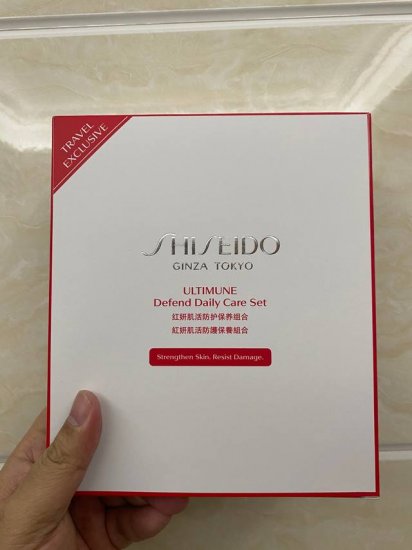 TRAVEL
EXCLUSIVE
SHISEIDO
GINZA TOKYO
ULTIMUNE
Defend Daily Care Set
红妍肌活防护保养组合
紅妍肌活防護保養組合
Strengthen Skin. Resist Damage.